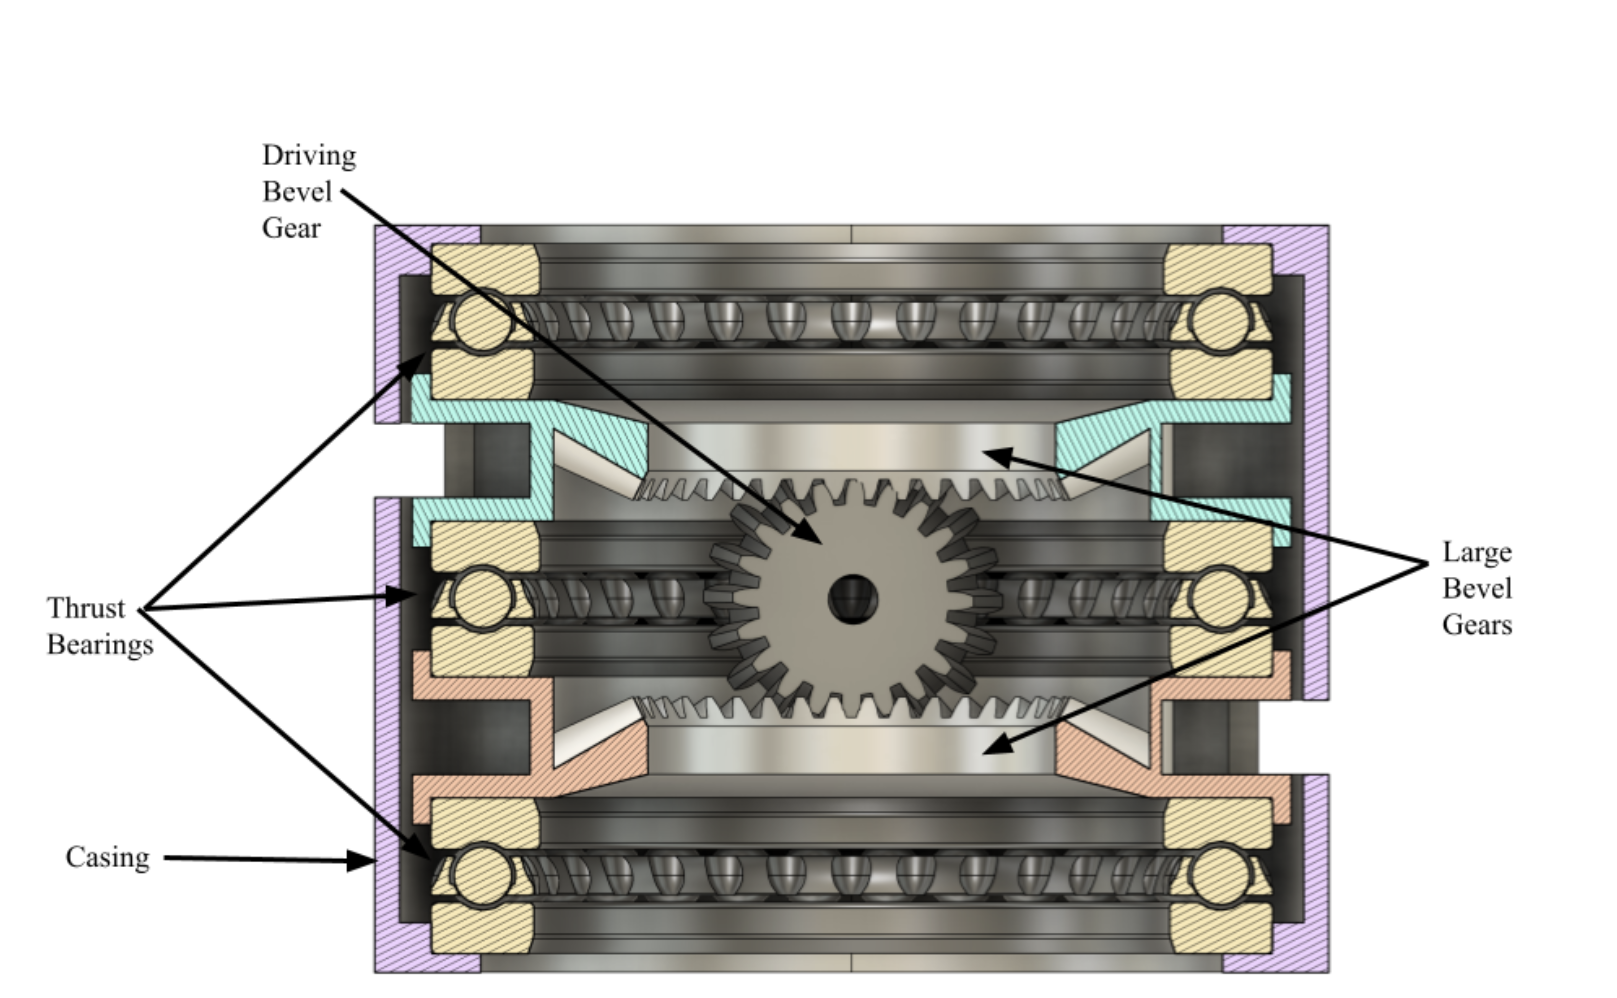 Driving
Bevel
Gear
Large
Bevel
Gears
Thrust
Bearings
Casing